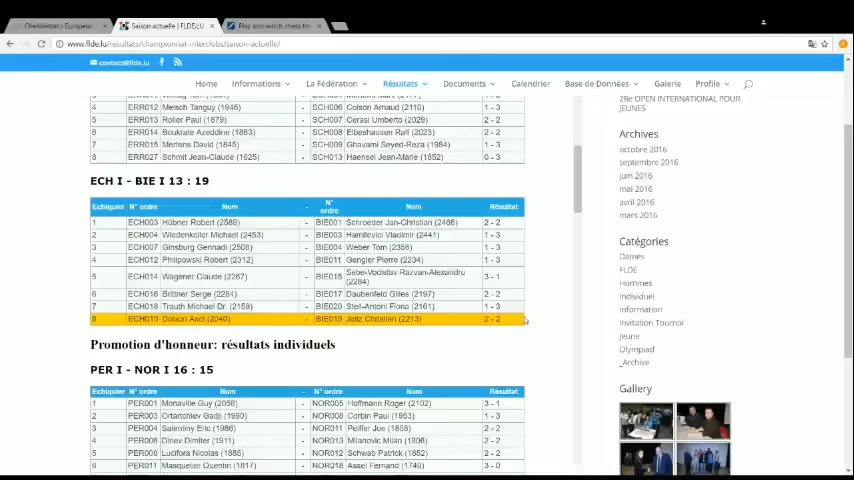 Cheddleton's European
Saison actuelle | FLDE.LU
Play and watch chess fro
www.flde.lu/resultats/championnat-interclubs/saison-actuelle/
contact@flde.lu
Home Informations La Fédération Résultats Documents Calendrier Base de Données Galerie Profile
4 ERR012 Meisch Tanguy (1946) SCH006 Colson Arnaud (2110) 1 - 3
5 ERR013 Roller Paul (1879) - SCH007 Cerasi Umberto (2029) 2 - 2
6 ERR014 Boukrate Azeddine (1863) - SCH008 Eibeshausen Ralf (2023) 2 - 2
7 ERR015 Mertens David (1845) - SCH009 Ghavami Seyed-Reza (1984) 1 - 3
8 ERR027 Schmit Jean-Claude (1625) - SCH013 Haensel Jean-Marie (1852) 0 - 3
ECH I - BIE I 13 : 19
Echiquier N° ordre Nom - N° ordre Nom Résultat
1 ECH003 Hübner Robert (2589) - BIE001 Schroeder Jan-Christian (2466) 2 - 2
2 ECH004 Wiedenkeller Michael (2453) - BIE003 Hamitevici Vladimir (2441) 1 - 3
3 ECH007 Ginsburg Gennadi (2508) - BIE004 Weber Tom (2356) 1 - 3
4 ECH012 Philipowski Robert (2312) - BIE011 Gengler Pierre (2234) 1 - 3
5 ECH014 Wagener Claude (2267) - BIE015 Sebe-Vodislav Razvan-Alexandru (2284) 3 - 1
6 ECH016 Brittner Serge (2284) - BIE017 Daubenfeld Gilles (2197) 2 - 2
7 ECH018 Trauth Michael Dr. (2159) - BIE020 Stell-Antoni Fiona (2161) 1 - 3
8 ECH019 Dolson Axel (2040) - BIE019 Jeitz Christian (2213) 2 - 2
Promotion d'honneur: résultats individuels
PER I - NOR I 16 : 15
Echiquier N° ordre Nom - N° ordre Nom Résultat
1 PER001 Monaville Guy (2058) - NOR005 Hoffmann Roger (2102) 3 - 1
2 PER003 Ortartchiev Gadji (1990) - NOR008 Corbin Paul (1953) 1 - 3
3 PER004 Salentiny Eric (1986) - NOR011 Peiffer Joe (1858) 2 - 2
4 PER006 Dinev Dimiter (1911) - NOR013 Milanovic Milan (1806) 2 - 2
5 PER008 Lucifora Nicolas (1885) - NOR012 Schwab Patrick (1852) 2 - 2
6 PER011 Masquelier Quentin (1817) - NOR018 Assel Fernand (1740) 3 - 0
28e OPEN INTERNATIONAL POUR
JEUNES
Archives
octobre 2016
septembre 2016
juin 2016
mai 2016
avril 2016
mars 2016
Catégories
Dames
FLDE
Hommes
Individuel
Information
Invitation Tournoi
Jeune
Olympiad
_Archive
Gallery